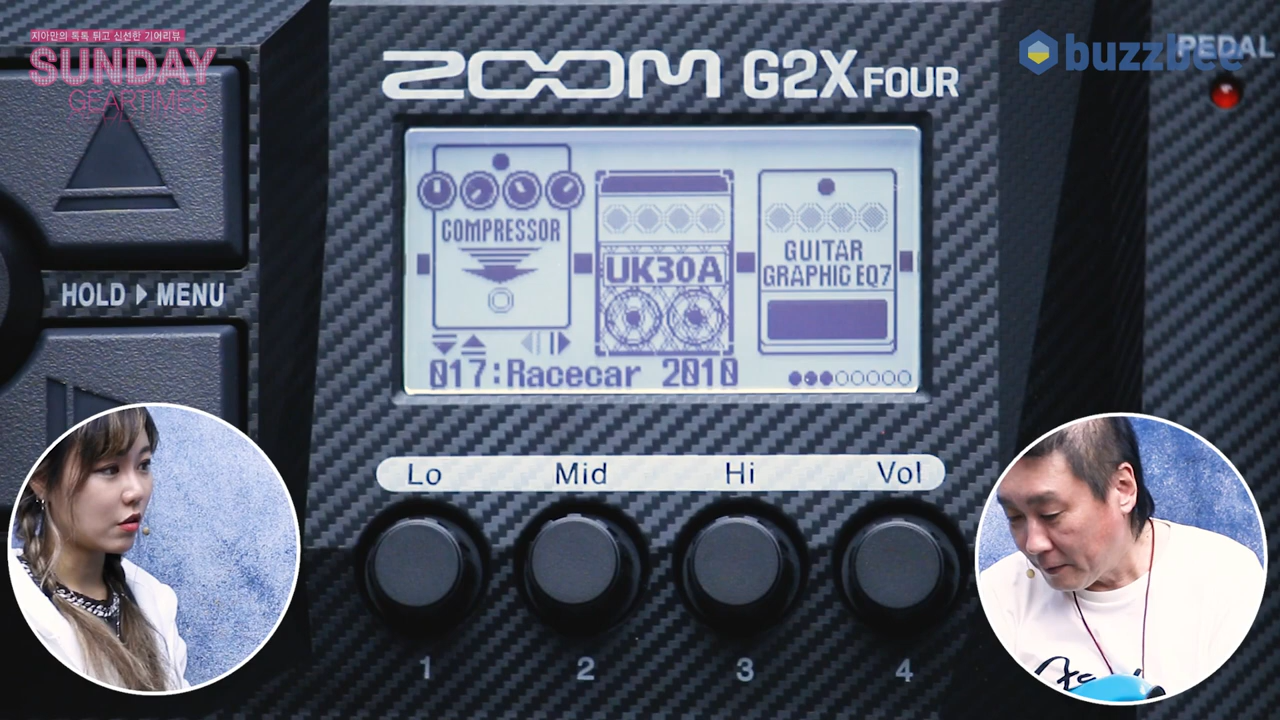 지아만의 톡톡 튀고 신선한 기어리뷰
SUNDAY
GEARTIMES
buzzbee
PEDAL
ZOOM G2X FOUR
COMPRESSOR
UK30A
GUITAR
GRAPHIC EQ7
HOLD MENU
017:Racecar 2010
Lo Mid Hi Vol
1 2 3 4